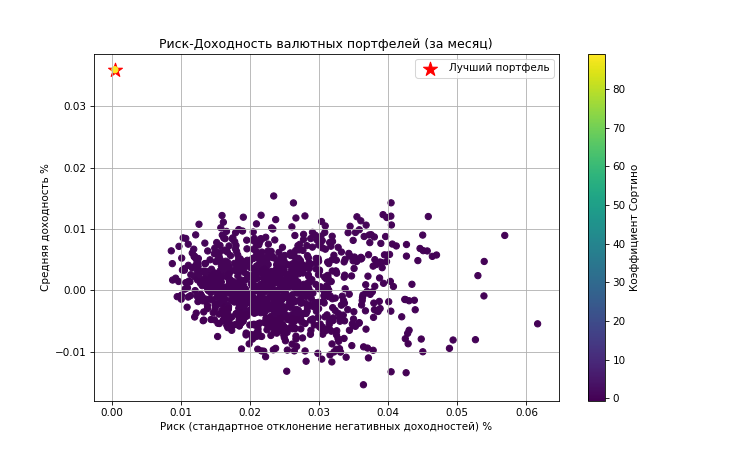 Риск-Доходность валютных портфелей (за месяц)
Лучший портфель
Средняя доходность %
0.03
0.02
0.01
0.00
−0.01
0.00 0.01 0.02 0.03 0.04 0.05 0.06
Риск (стандартное отклонение негативных доходностей) %
80
70
60
50
40
30
20
10
0
Коэффициент Сортино